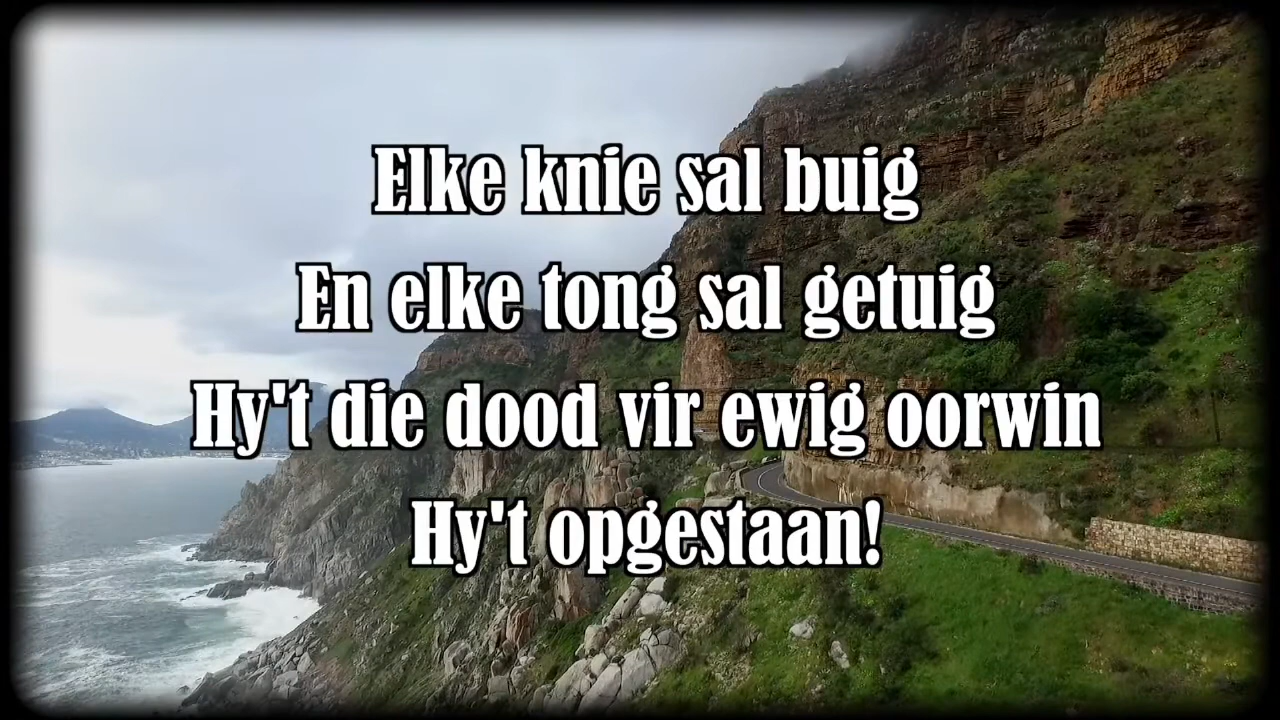 Elke knie sal buig
En elke tong sal getuig
Hy't die dood vir ewig oorwin
Hy't opgestaan!